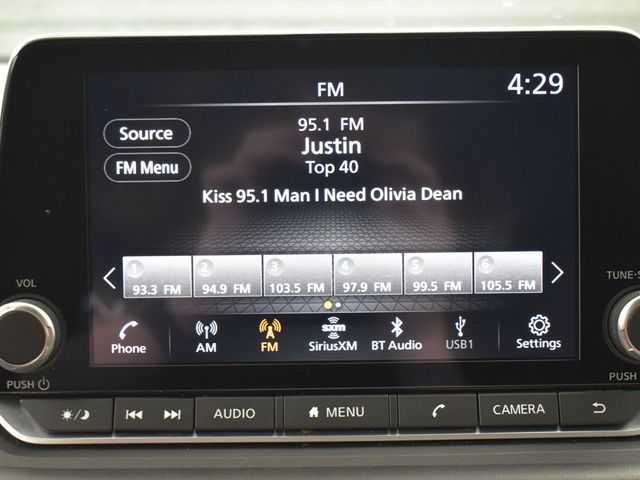 FM
4:29
95.1 FM
Source
Justin
FM Menu
Top 40
Kiss 95.1 Man I Need Olivia Dean
1 2 3 4 5 6
93.3 FM 94.9 FM 103.5 FM 97.9 FM 99.5 FM 105.5 FM
VOL
TUNE·S
sxm
Phone AM FM SiriusXM BT Audio USB1 Settings
PUSH
PUSH
AUDIO MENU CAMERA